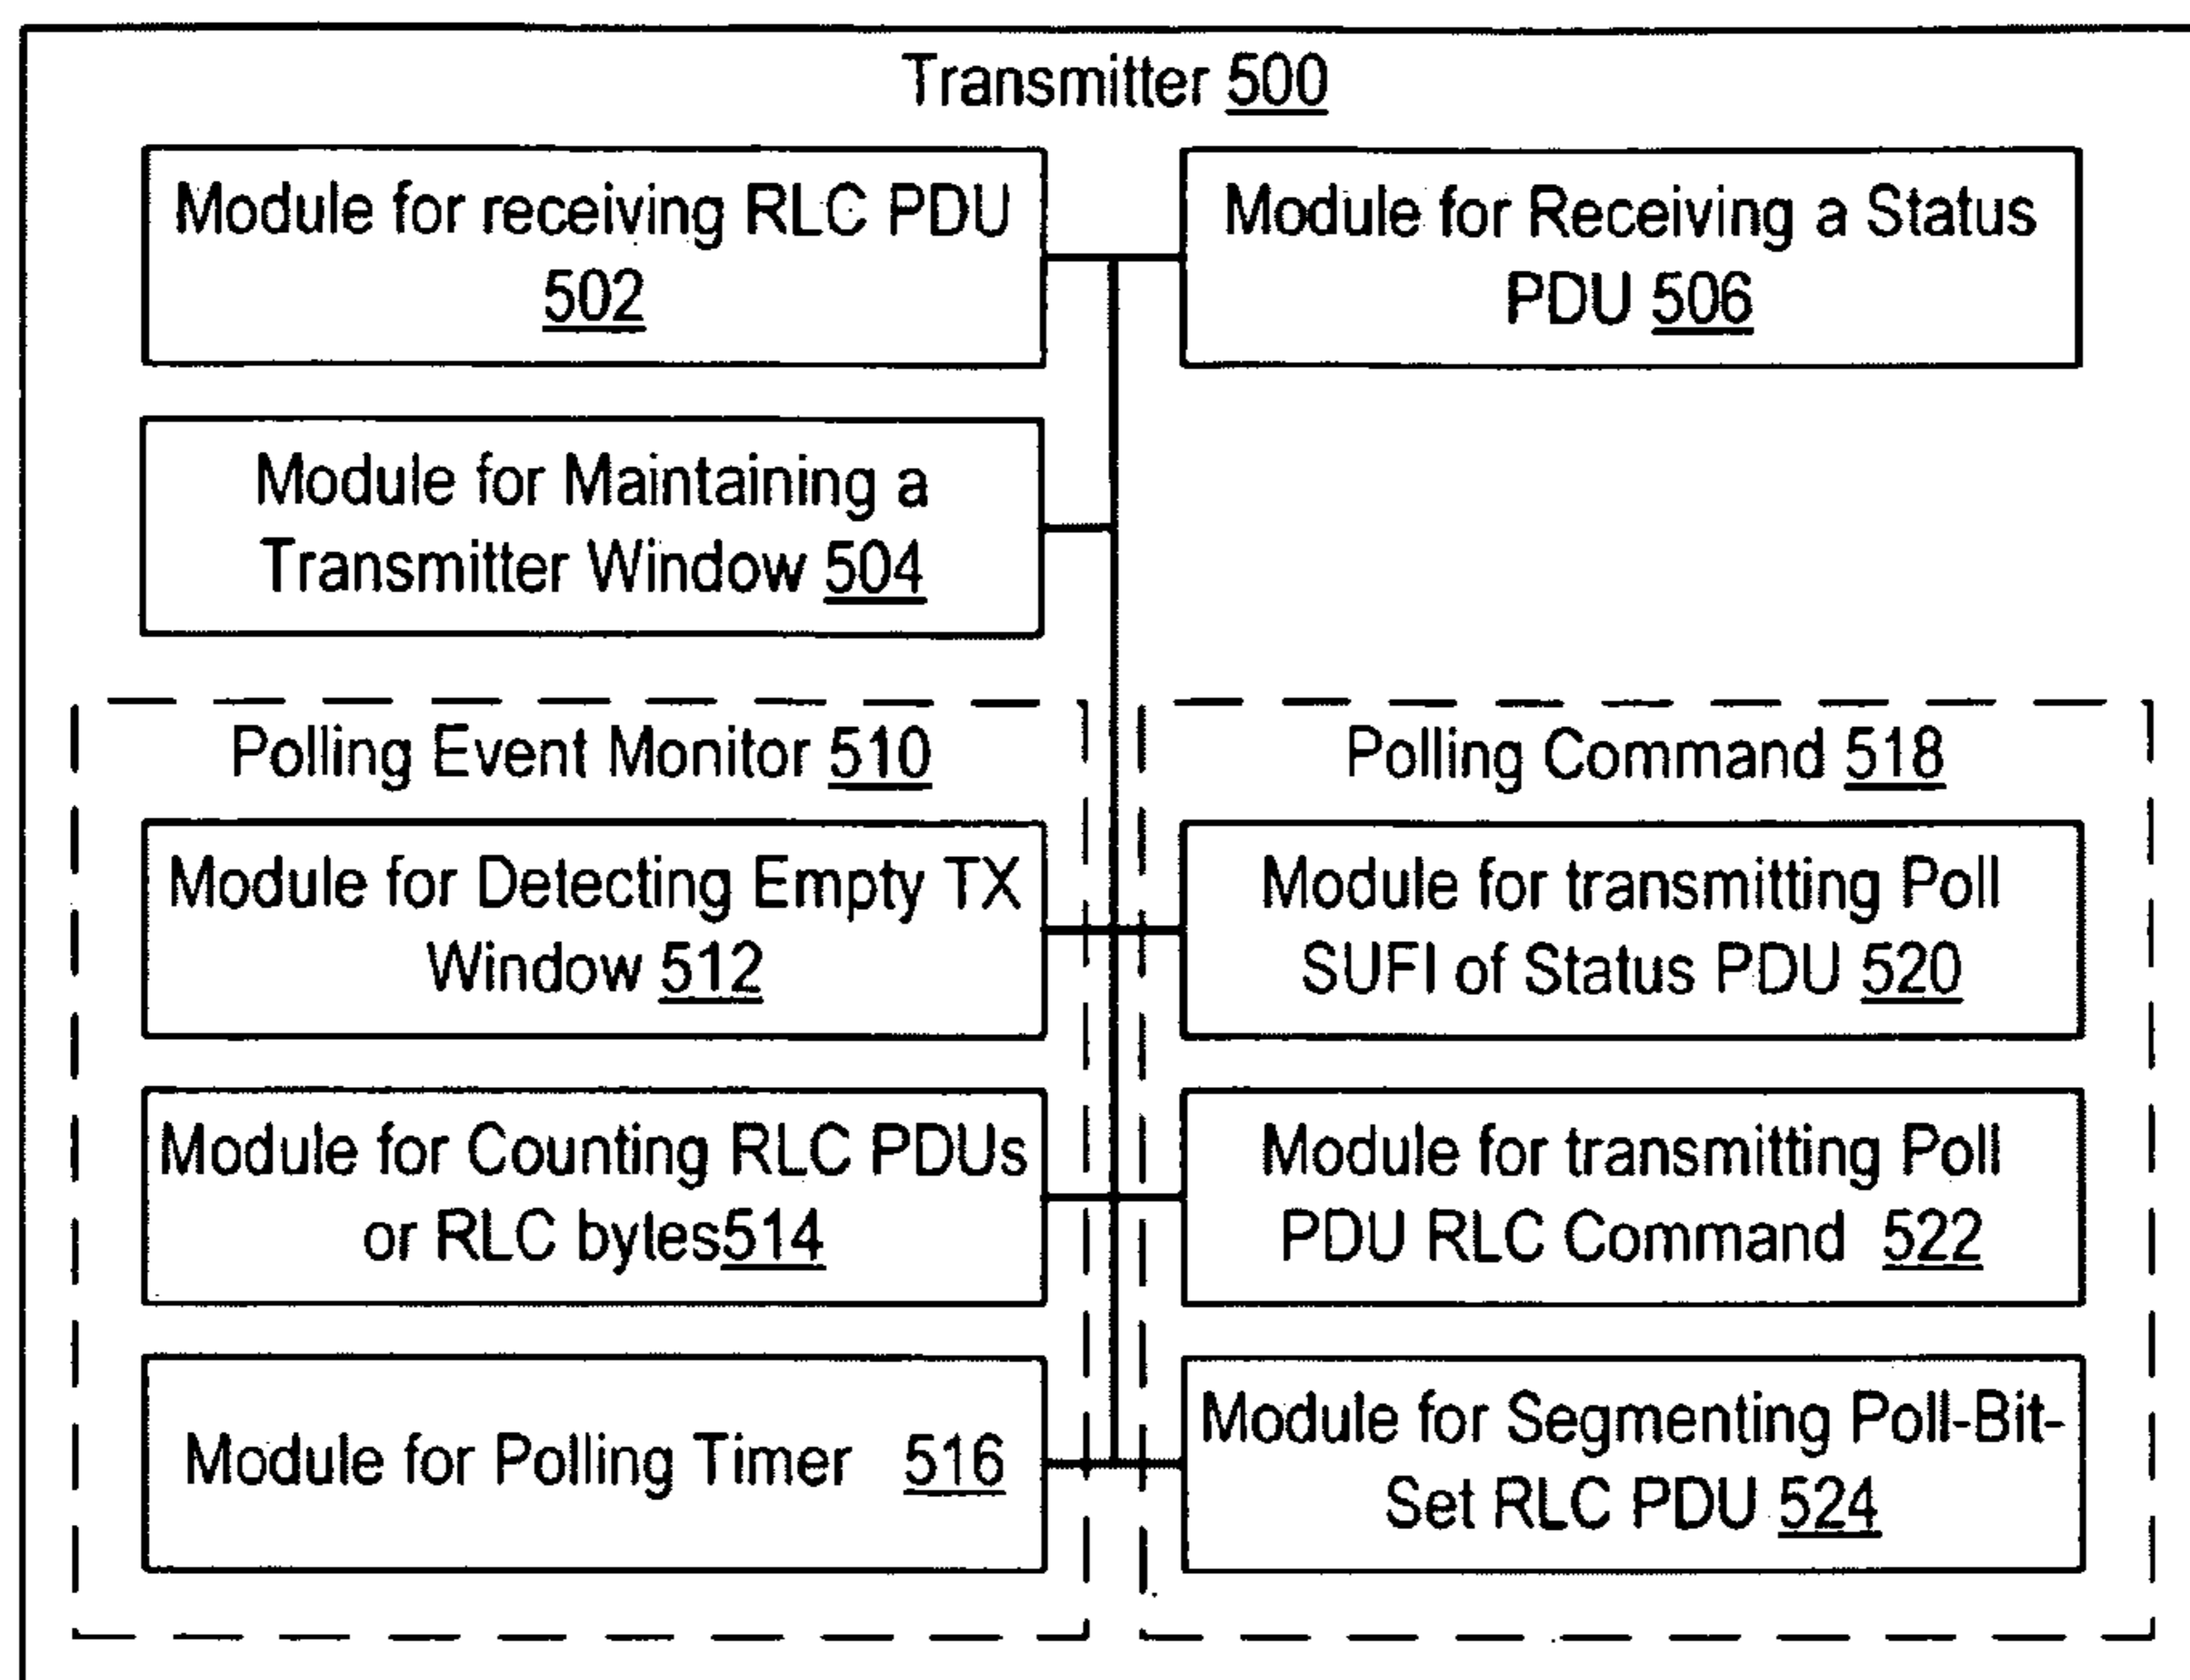 Transmitter 500
Module for receiving RLC PDU
502
Module for Receiving a Status
PDU 506
Module for Maintaining a
Transmitter Window 504
Polling Event Monitor 510
Module for Detecting Empty TX
Window 512
Module for Counting RLC PDUs
or RLC bytes514
Module for Polling Timer 516
Polling Command 518
Module for transmitting Poll
SUFI of Status PDU 520
Module for transmitting Poll
PDU RLC Command 522
Module for Segmenting Poll-Bit-
Set RLC PDU 524